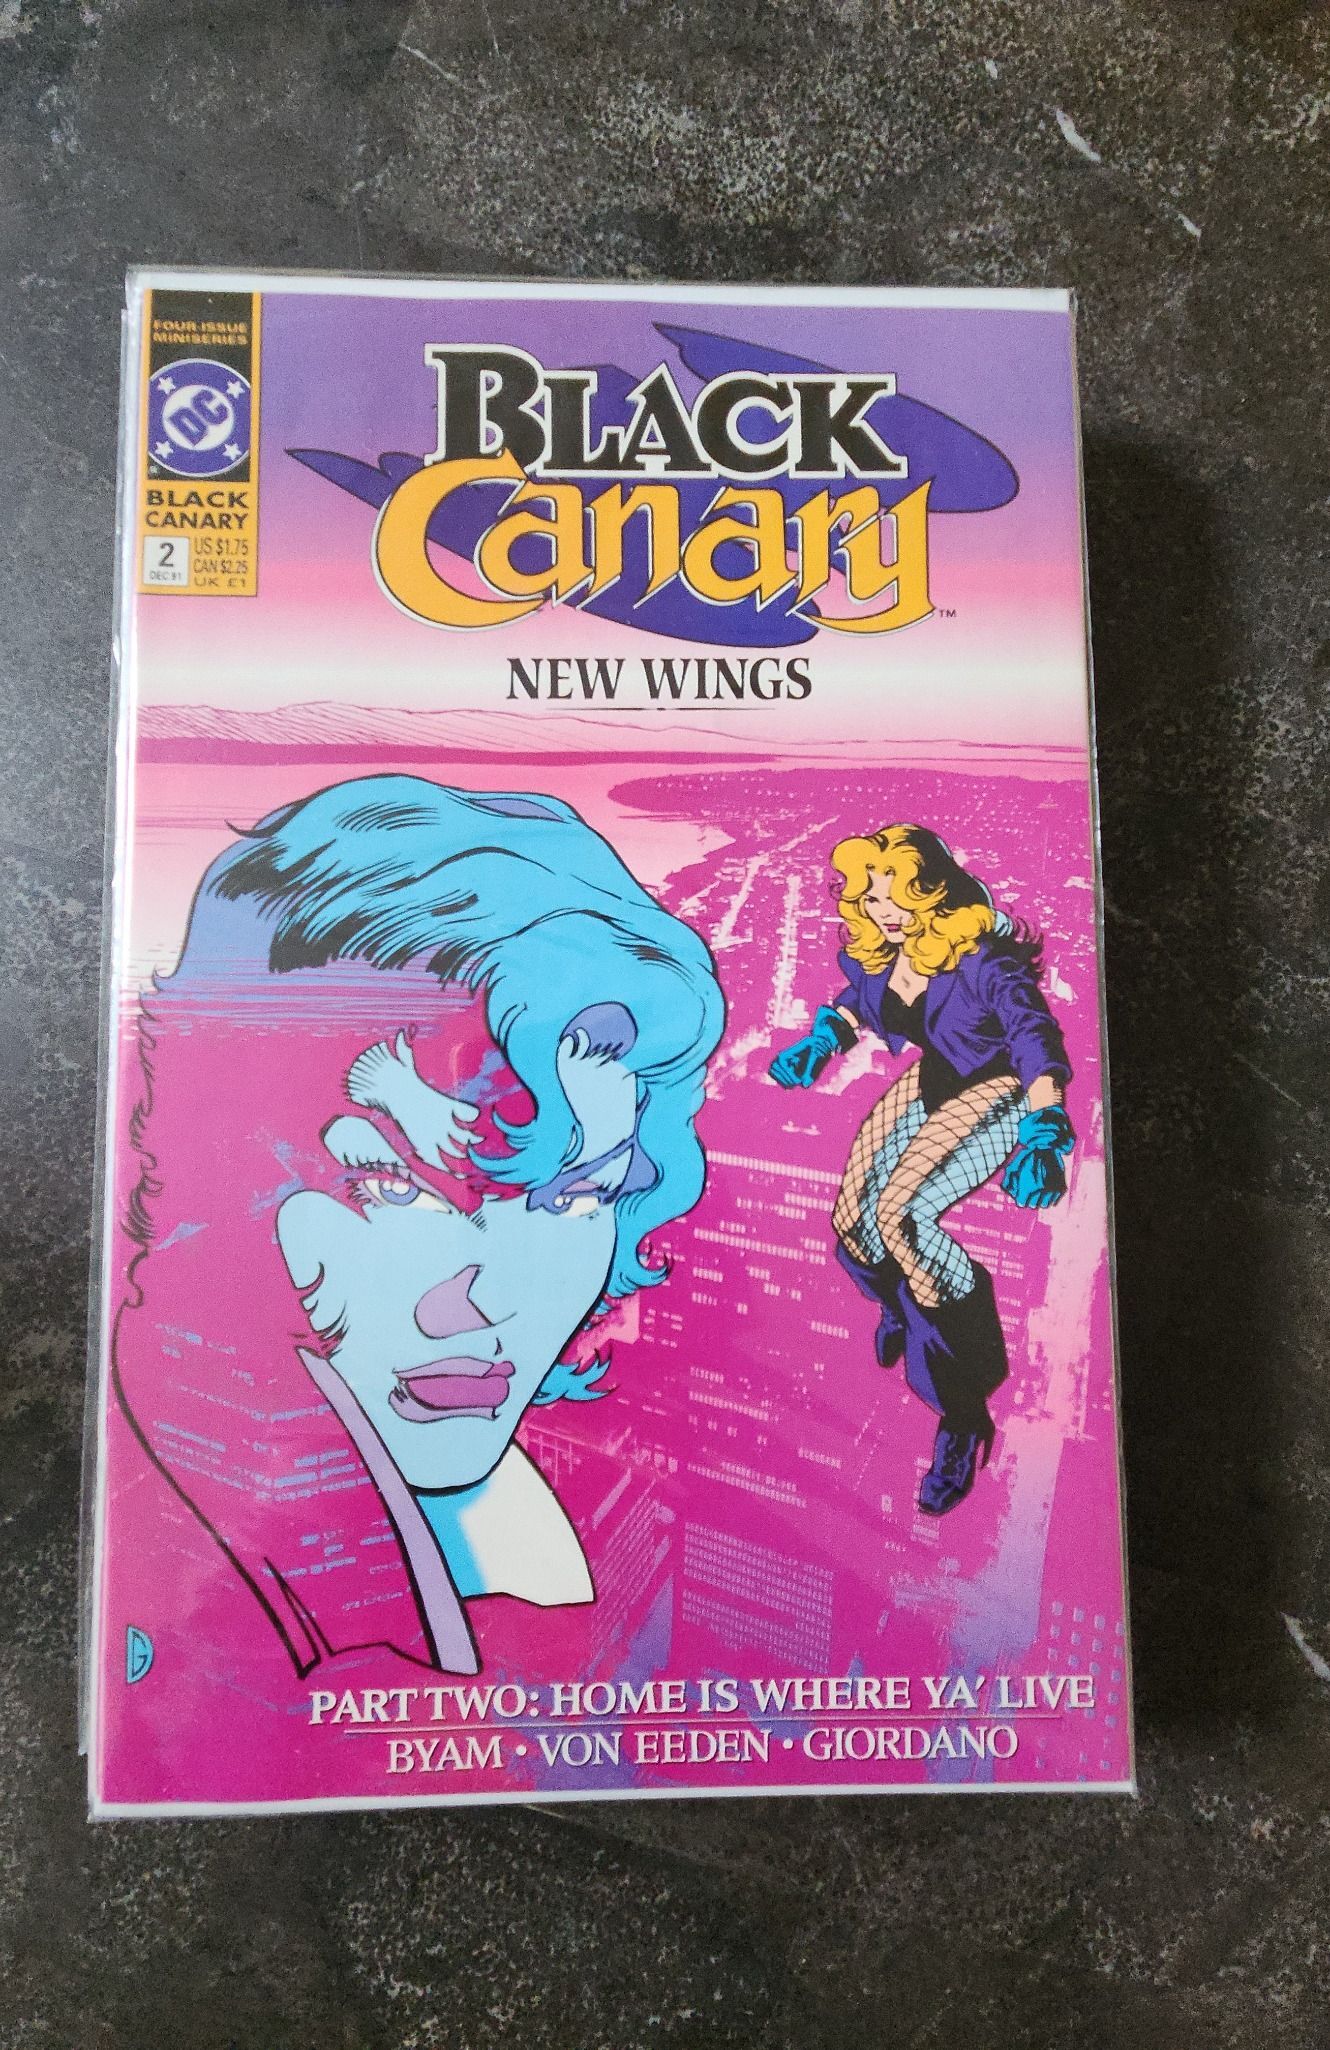 FOUR-ISSUE
MINISERIES
DC
BLACK
CANARY
2
DEC 91
US $1.75
CAN $2.25
UK £1
BLACK
Canary
TM
NEW WINGS
DG
PART TWO: HOME IS WHERE YA' LIVE
BYAM • VON EEDEN • GIORDANO